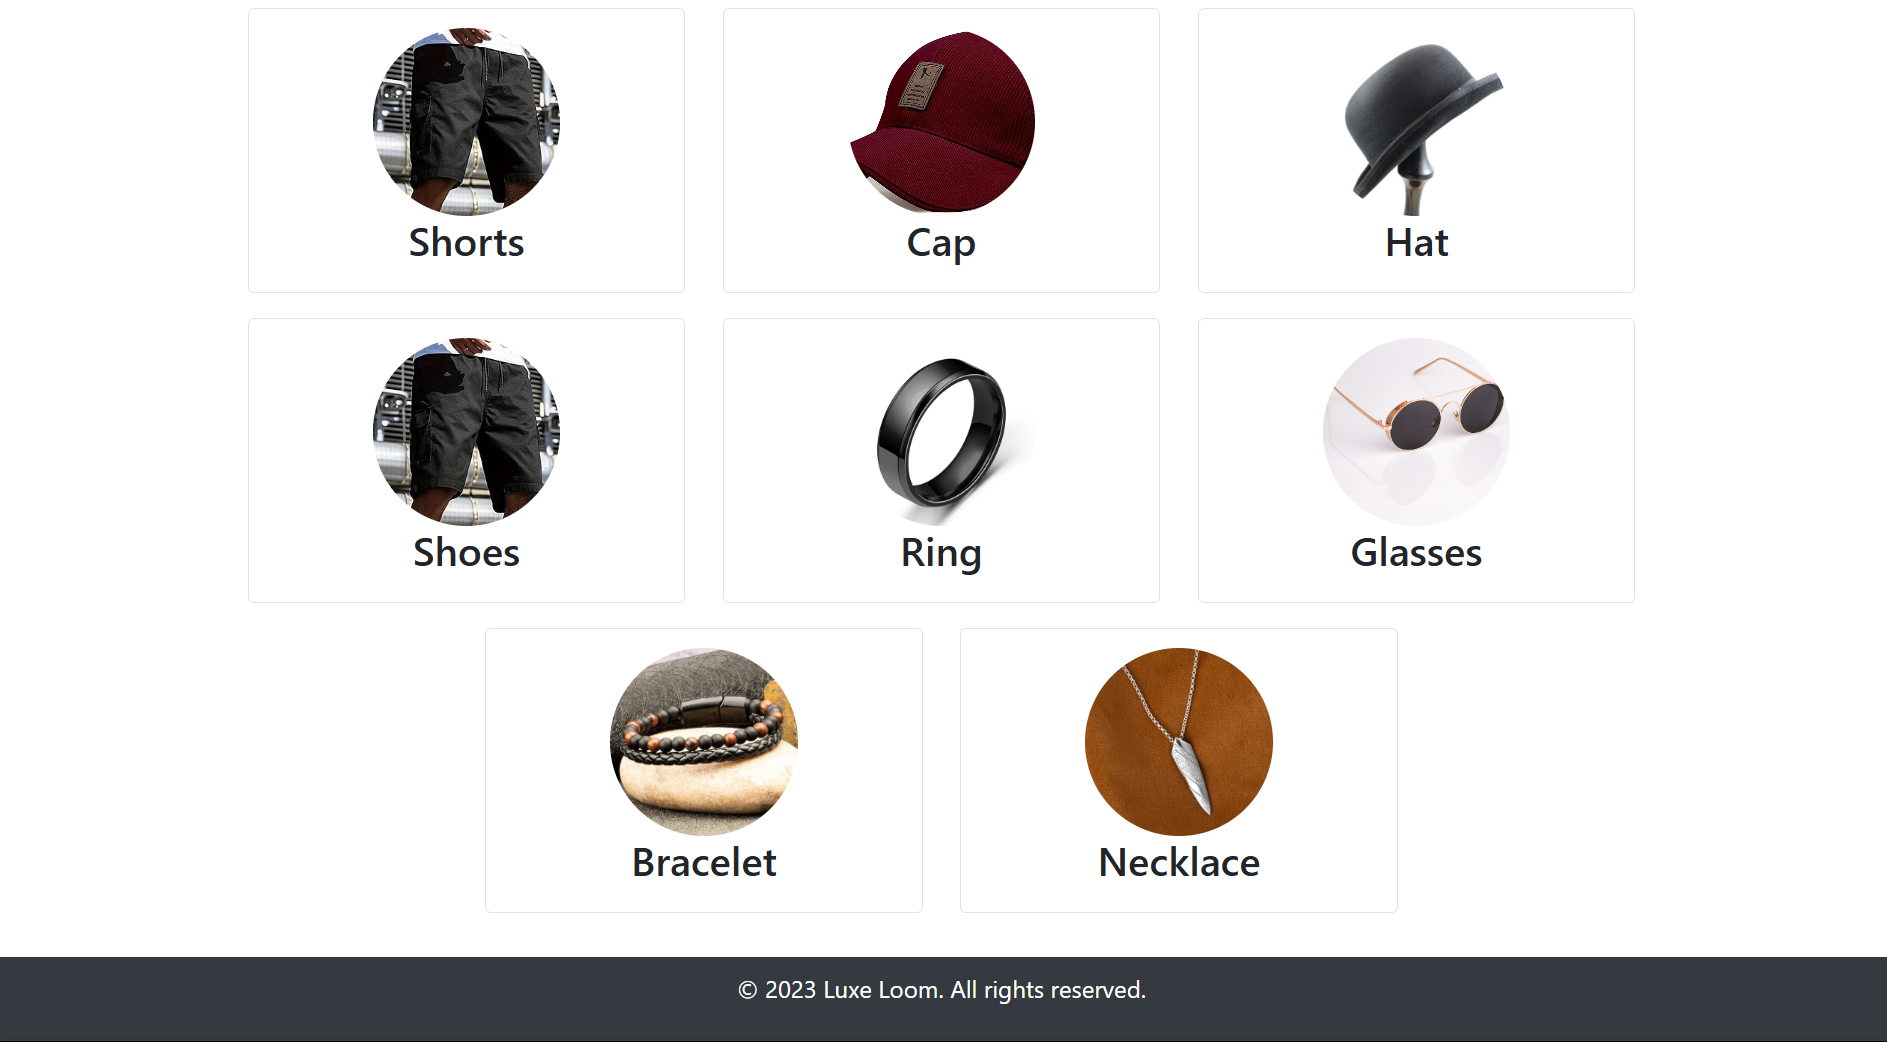 Shorts
Cap
Hat
Shoes
Ring
Glasses
Bracelet
Necklace
© 2023 Luxe Loom. All rights reserved.